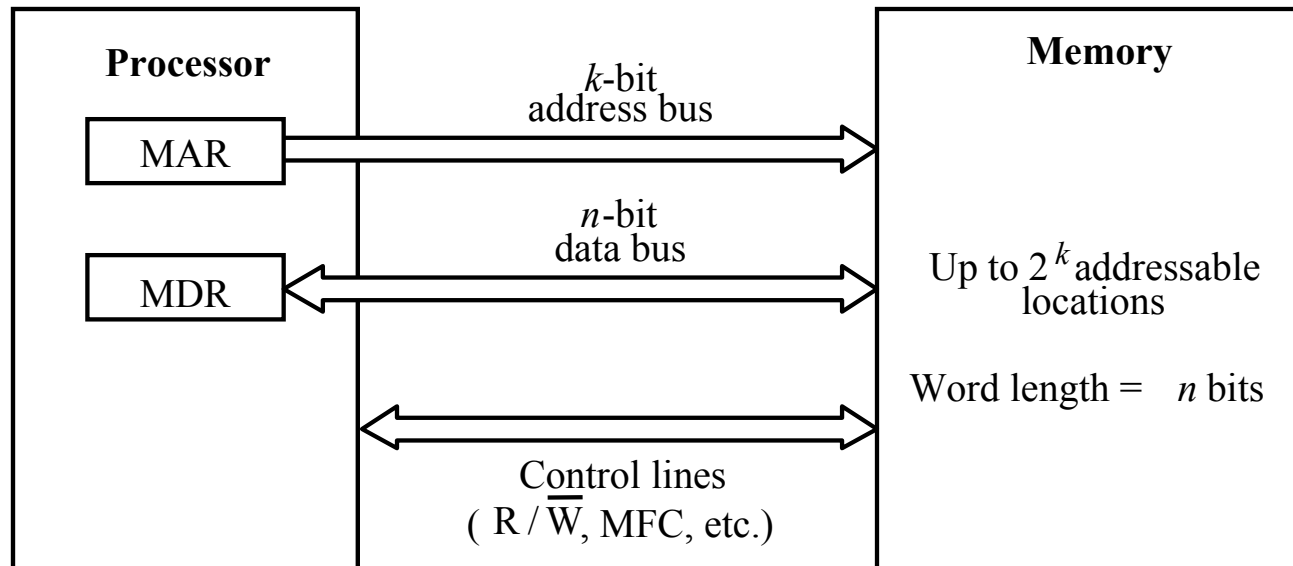 Processor
Memory
k-bit
address bus
MAR
n-bit
data bus
MDR
Up to 2^k addressable
locations
Word length = n bits
Control lines
( R / W̅, MFC, etc.)